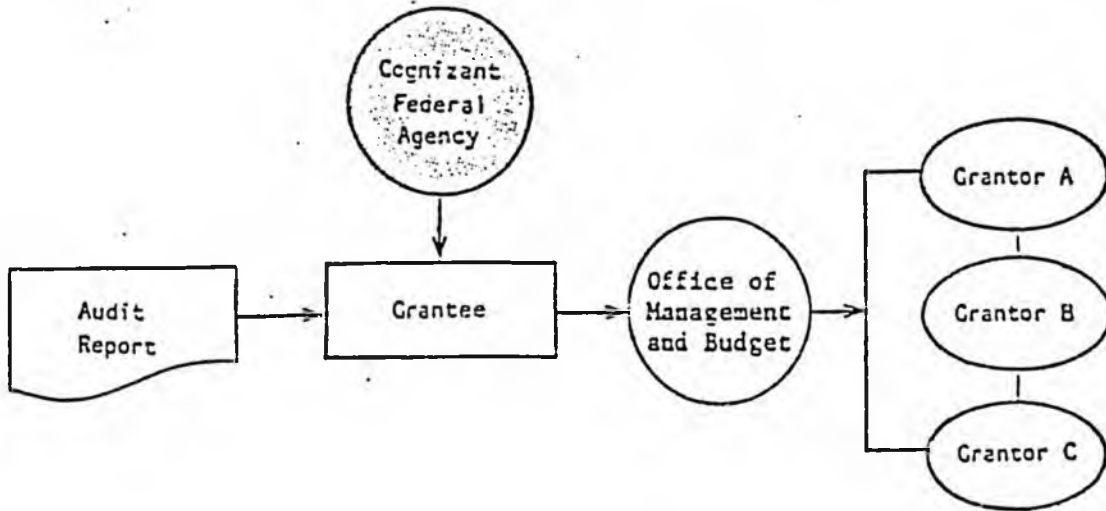 Cognizant
Federal
Agency
Audit
Report
Grantee
Office of
Management
and Budget
Grantor A
Grantor B
Grantor C